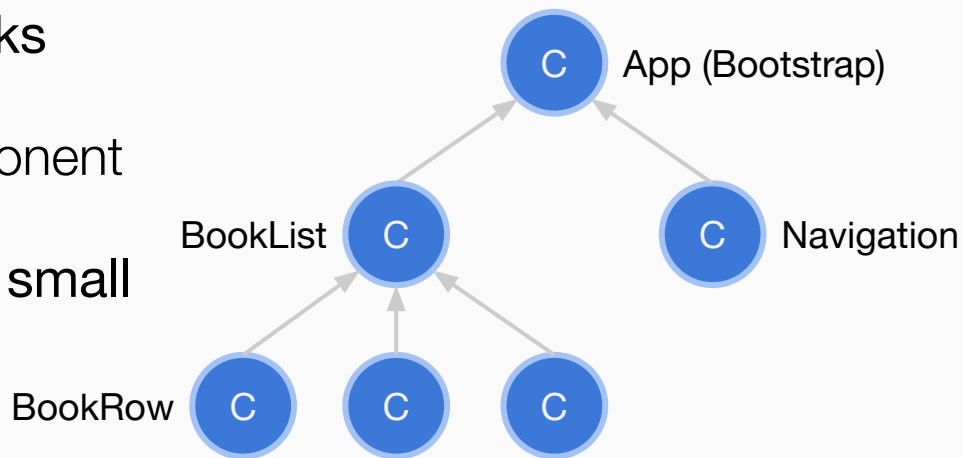 ks
C App (Bootstrap)
onent
BookList C C Navigation
small
BookRow C C C